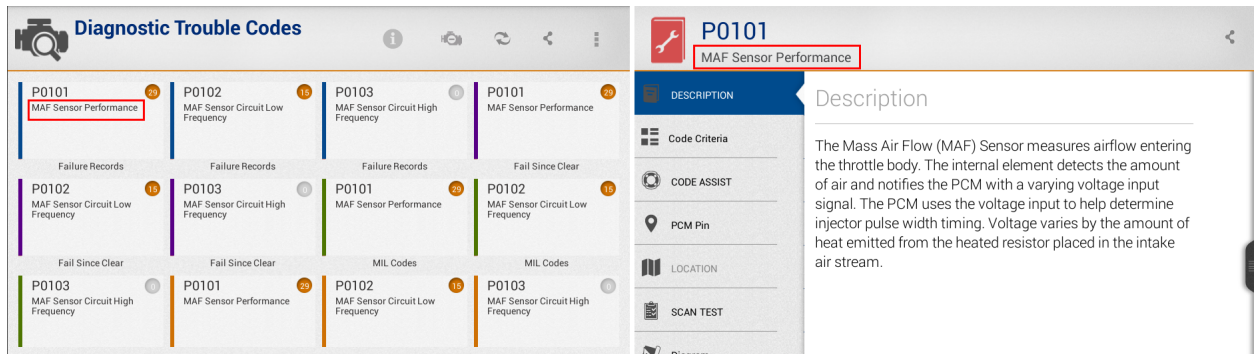 Diagnostic Trouble Codes
P0101
29
MAF Sensor Performance
Failure Records
P0102
15
MAF Sensor Circuit Low
Frequency
Failure Records
P0103
0
MAF Sensor Circuit High
Frequency
Failure Records
P0101
29
MAF Sensor Performance
Fail Since Clear
P0102
15
MAF Sensor Circuit Low
Frequency
Fail Since Clear
P0103
0
MAF Sensor Circuit High
Frequency
Fail Since Clear
P0101
29
MAF Sensor Performance
MIL Codes
P0102
15
MAF Sensor Circuit Low
Frequency
MIL Codes
P0103
0
MAF Sensor Circuit High
Frequency
P0101
29
MAF Sensor Performance
P0102
15
MAF Sensor Circuit Low
Frequency
P0103
0
MAF Sensor Circuit High
Frequency
P0101
MAF Sensor Performance
DESCRIPTION
Code Criteria
CODE ASSIST
PCM Pin
LOCATION
SCAN TEST
Diagram
Description
The Mass Air Flow (MAF) Sensor measures airflow entering
the throttle body. The internal element detects the amount
of air and notifies the PCM with a varying voltage input
signal. The PCM uses the voltage input to help determine
injector pulse width timing. Voltage varies by the amount of
heat emitted from the heated resistor placed in the intake
air stream.